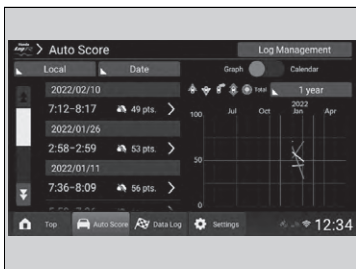 Honda
LogR
Auto Score
Log Management
Local
Date
Graph
Calendar
2022/02/10
7:12-8:17 49 pts.
2022/01/26
2:58-2:59 53 pts.
2022/01/11
7:36-8:09 56 pts.
Total
1 year
Jul Oct 2022 Jan Apr
100
50
0
Top
Auto Score
Data Log
Settings
12:34